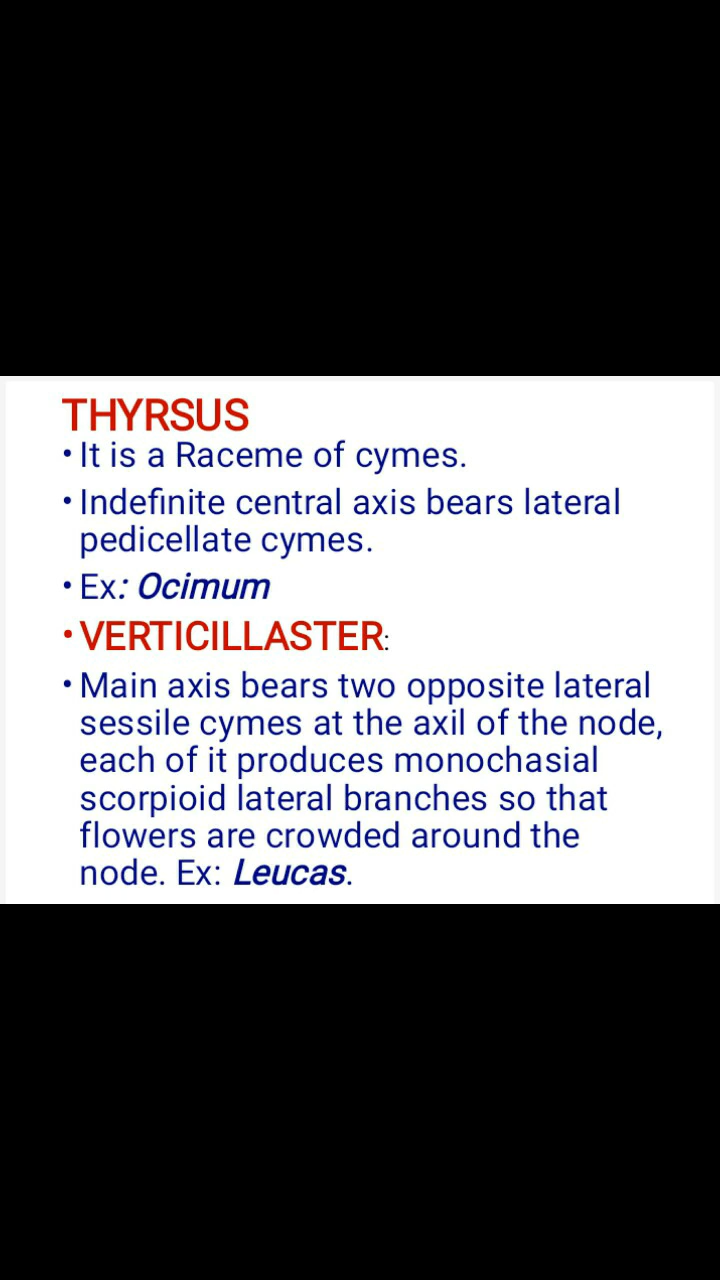 THYRSUS
• It is a Raceme of cymes.
• Indefinite central axis bears lateral
pedicellate cymes.
• Ex: Ocimum
• VERTICILLASTER:
• Main axis bears two opposite lateral
sessile cymes at the axil of the node,
each of it produces monochasial
scorpioid lateral branches so that
flowers are crowded around the
node. Ex: Leucas.